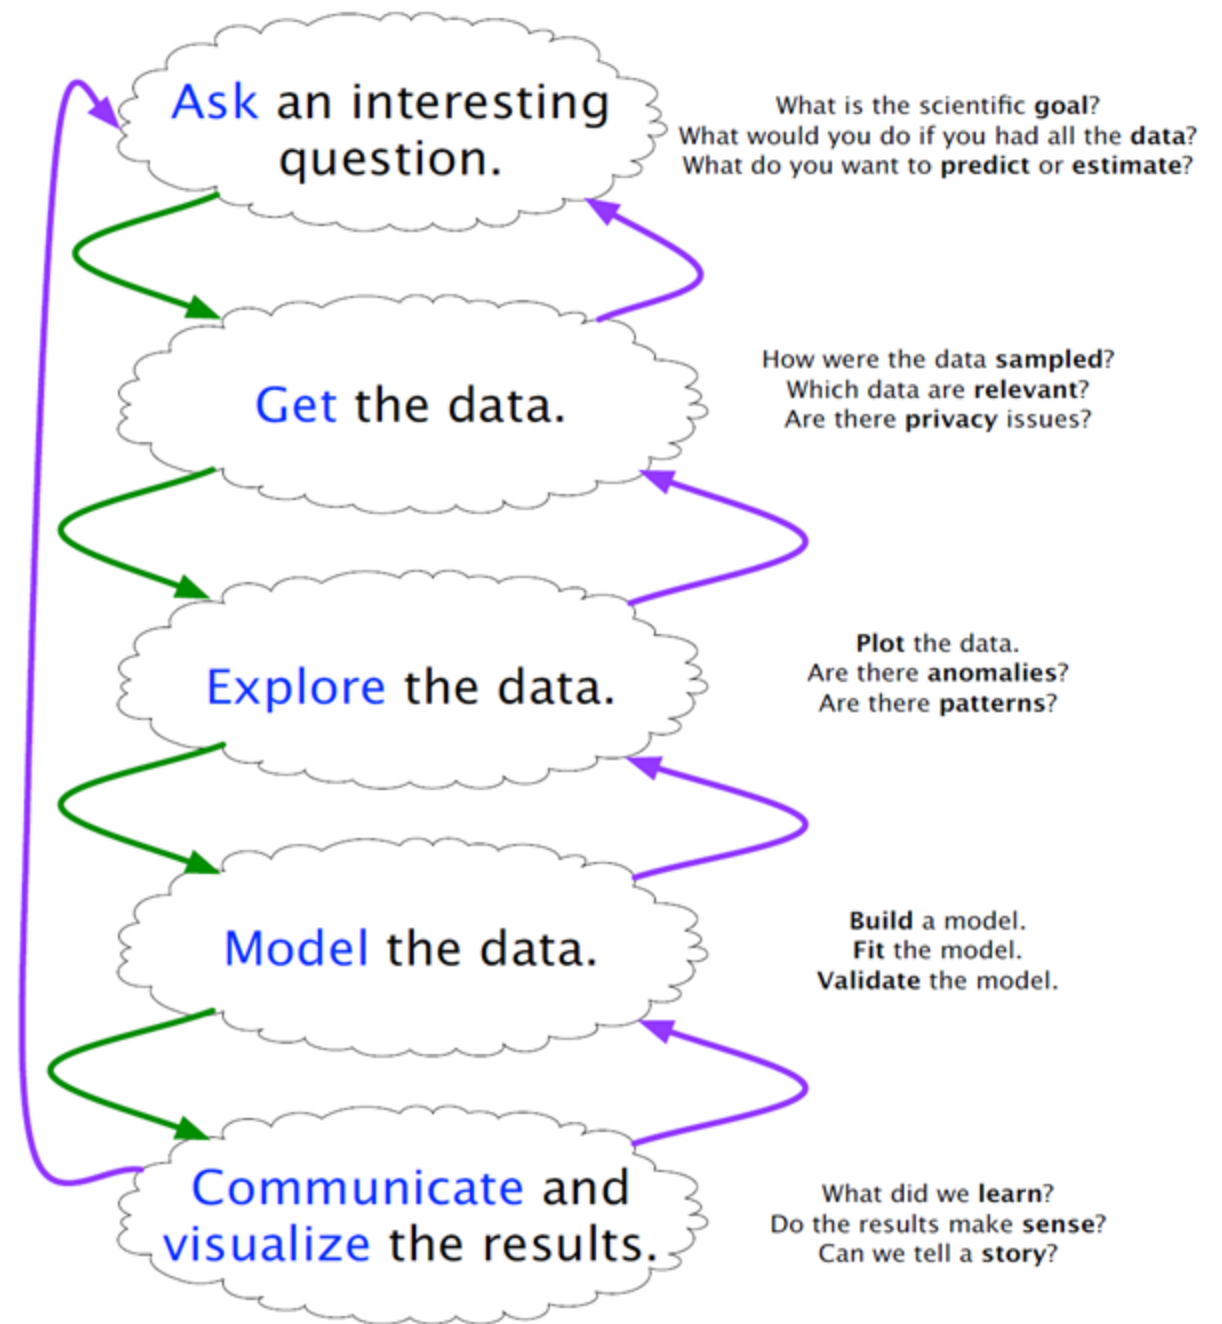 Ask an interesting
question.
What is the scientific goal?
What would you do if you had all the data?
What do you want to predict or estimate?
Get the data.
How were the data sampled?
Which data are relevant?
Are there privacy issues?
Explore the data.
Plot the data.
Are there anomalies?
Are there patterns?
Model the data.
Build a model.
Fit the model.
Validate the model.
Communicate and
visualize the results.
What did we learn?
Do the results make sense?
Can we tell a story?